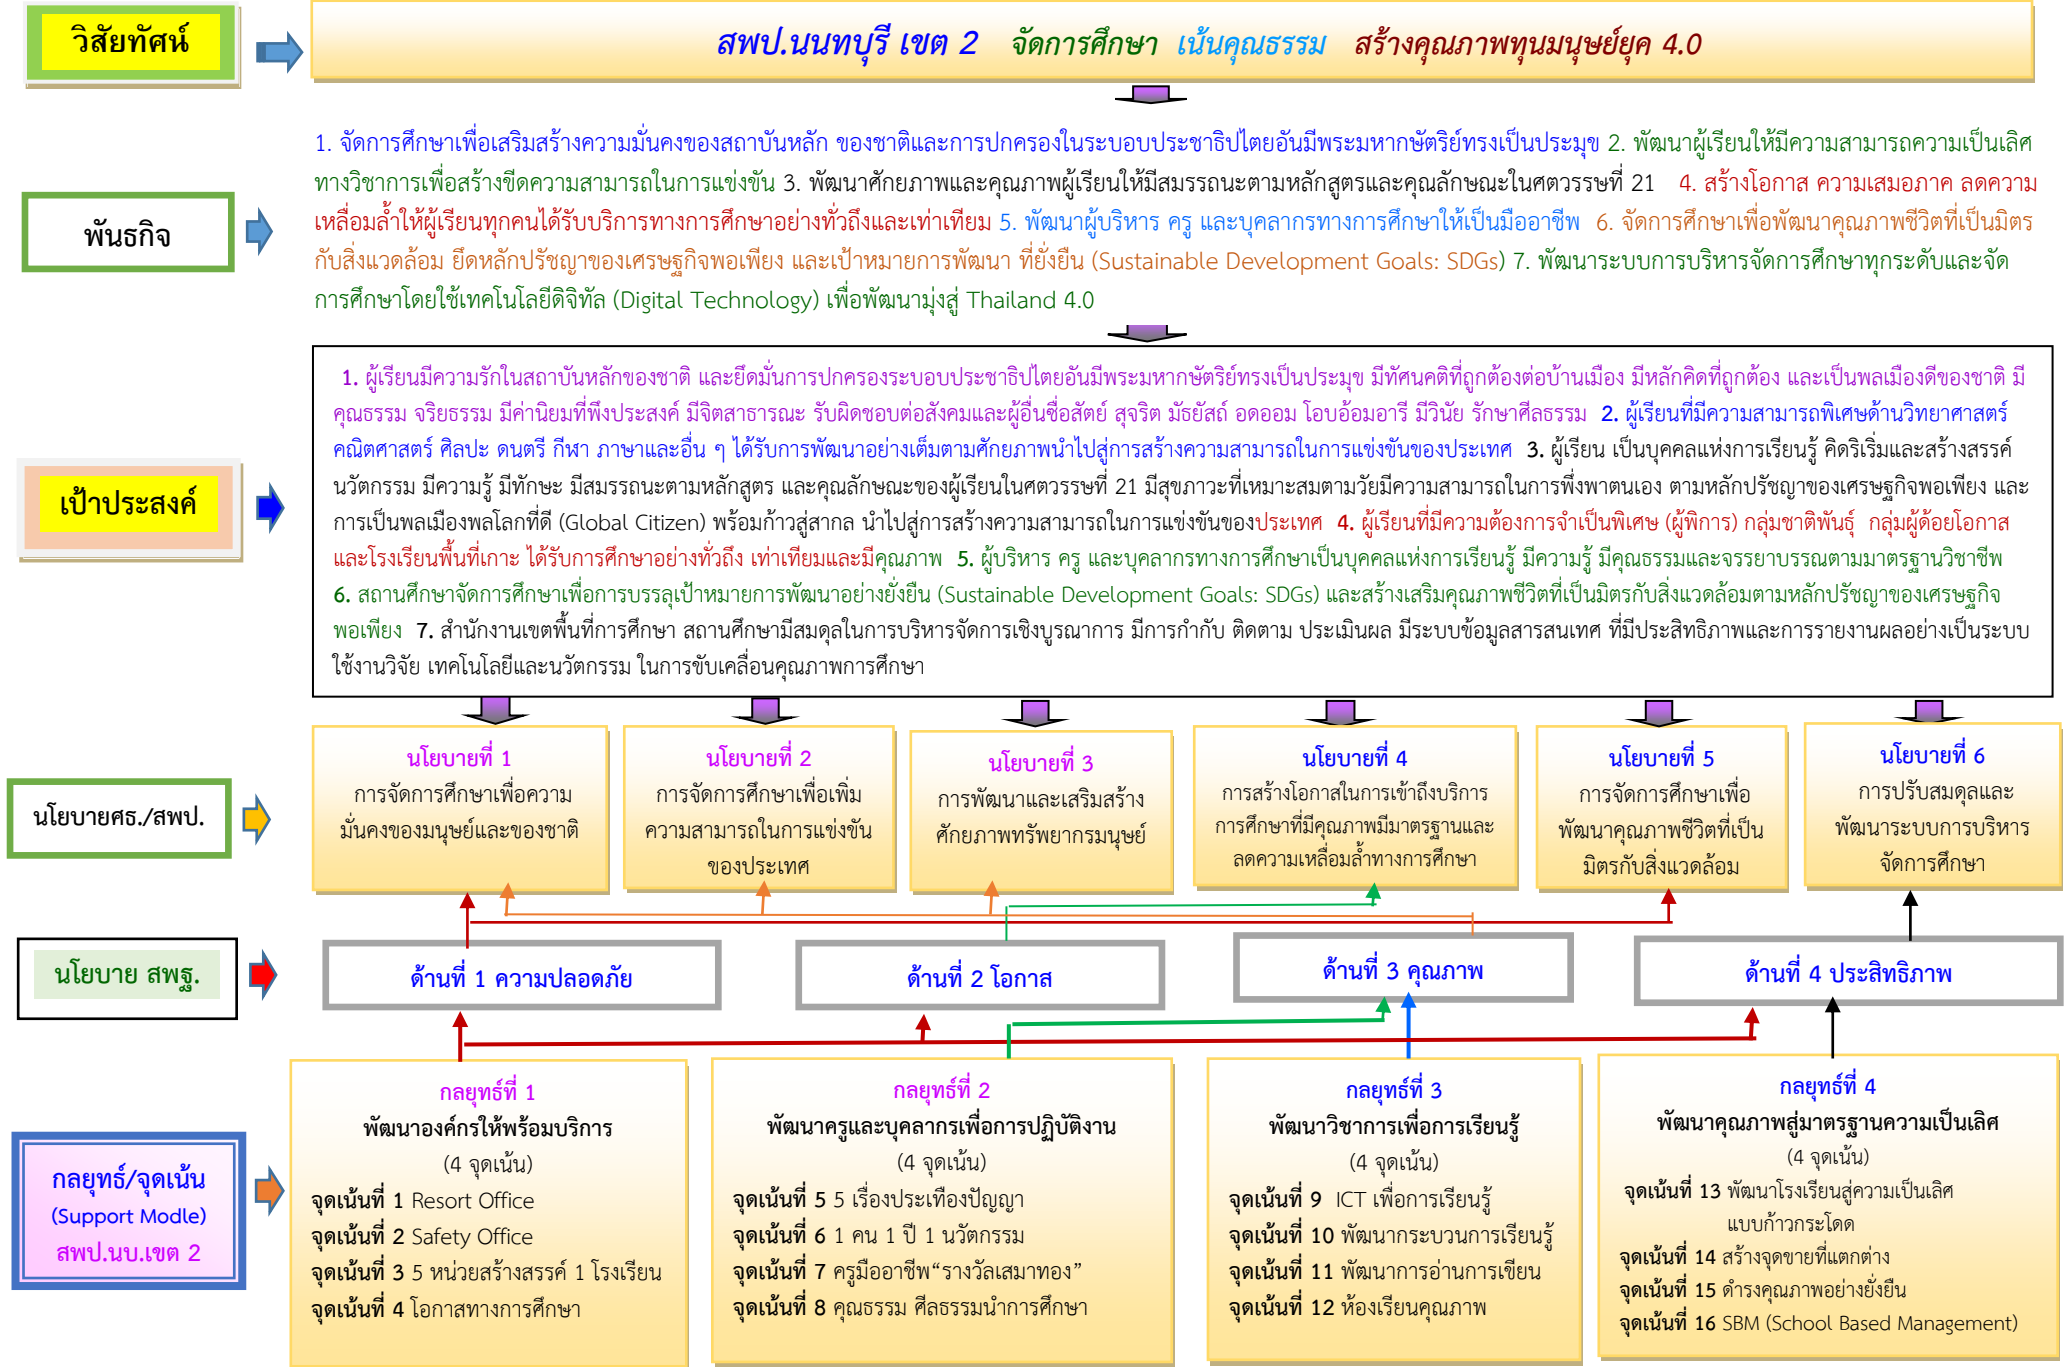 วิสัยทัศน์
สพป.นนทบุรี เขต 2 จัดการศึกษา เน้นคุณธรรม สร้างคุณภาพทุนมนุษย์ยุค 4.0
พันธกิจ
1. จัดการศึกษาเพื่อเสริมสร้างความมั่นคงของสถาบันหลัก ของชาติและการปกครองในระบอบประชาธิปไตยอันมีพระมหากษัตริย์ทรงเป็นประมุข 2. พัฒนาผู้เรียนให้มีความสามารถความเป็นเลิศ
ทางวิชาการเพื่อสร้างขีดความสามารถในการแข่งขัน 3. พัฒนาศักยภาพและคุณภาพผู้เรียนให้มีสมรรถนะตามหลักสูตรและคุณลักษณะในศตวรรษที่ 21 4. สร้างโอกาส ความเสมอภาค ลดความ
เหลื่อมล้ำให้ผู้เรียนทุกคนได้รับบริการทางการศึกษาอย่างทั่วถึงและเท่าเทียม 5. พัฒนาผู้บริหาร ครู และบุคลากรทางการศึกษาให้เป็นมืออาชีพ 6. จัดการศึกษาเพื่อพัฒนาคุณภาพชีวิตที่เป็นมิตร
กับสิ่งแวดล้อม ยึดหลักปรัชญาของเศรษฐกิจพอเพียง และเป้าหมายการพัฒนา ที่ยั่งยืน (Sustainable Development Goals: SDGs) 7. พัฒนาระบบการบริหารจัดการศึกษาทุกระดับและจัด
การศึกษาโดยใช้เทคโนโลยีดิจิทัล (Digital Technology) เพื่อพัฒนามุ่งสู่ Thailand 4.0
เป้าประสงค์
1. ผู้เรียนมีความรักในสถาบันหลักของชาติ และยึดมั่นการปกครองระบอบประชาธิปไตยอันมีพระมหากษัตริย์ทรงเป็นประมุข มีทัศนคติที่ถูกต้องต่อบ้านเมือง มีหลักคิดที่ถูกต้อง และเป็นพลเมืองดีของชาติ มี
คุณธรรม จริยธรรม มีค่านิยมที่พึงประสงค์ มีจิตสาธารณะ รับผิดชอบต่อสังคมและผู้อื่นซื่อสัตย์ สุจริต มัธยัสถ์ อดออม โอบอ้อมอารี มีวินัย รักษาศีลธรรม 2. ผู้เรียนที่มีความสามารถพิเศษด้านวิทยาศาสตร์
คณิตศาสตร์ ศิลปะ ดนตรี กีฬา ภาษาและอื่น ๆ ได้รับการพัฒนาอย่างเต็มตามศักยภาพนำไปสู่การสร้างความสามารถในการแข่งขันของประเทศ 3. ผู้เรียน เป็นบุคคลแห่งการเรียนรู้ คิดริเริ่มและสร้างสรรค์
นวัตกรรม มีความรู้ มีทักษะ มีสมรรถนะตามหลักสูตร และคุณลักษณะของผู้เรียนในศตวรรษที่ 21 มีสุขภาวะที่เหมาะสมตามวัยมีความสามารถในการพึ่งพาตนเอง ตามหลักปรัชญาของเศรษฐกิจพอเพียง และ
การเป็นพลเมืองพลโลกที่ดี (Global Citizen) พร้อมก้าวสู่สากล นำไปสู่การสร้างความสามารถในการแข่งขันของประเทศ 4. ผู้เรียนที่มีความต้องการจำเป็นพิเศษ (ผู้พิการ) กลุ่มชาติพันธุ์ กลุ่มผู้ด้อยโอกาส
และโรงเรียนพื้นที่เกาะ ได้รับการศึกษาอย่างทั่วถึง เท่าเทียมและมีคุณภาพ 5. ผู้บริหาร ครู และบุคลากรทางการศึกษาเป็นบุคคลแห่งการเรียนรู้ มีความรู้ มีคุณธรรมและจรรยาบรรณตามมาตรฐานวิชาชีพ
6. สถานศึกษาจัดการศึกษาเพื่อการบรรลุเป้าหมายการพัฒนาอย่างยั่งยืน (Sustainable Development Goals: SDGs) และสร้างเสริมคุณภาพชีวิตที่เป็นมิตรกับสิ่งแวดล้อมตามหลักปรัชญาของเศรษฐกิจ
พอเพียง 7. สำนักงานเขตพื้นที่การศึกษา สถานศึกษามีสมดุลในการบริหารจัดการเชิงบูรณาการ มีการกำกับ ติดตาม ประเมินผล มีระบบข้อมูลสารสนเทศ ที่มีประสิทธิภาพและการรายงานผลอย่างเป็นระบบ
ใช้งานวิจัย เทคโนโลยีและนวัตกรรม ในการขับเคลื่อนคุณภาพการศึกษา
นโยบายศธ./สพป.
นโยบายที่ 1
การจัดการศึกษาเพื่อความ
มั่นคงของมนุษย์และของชาติ
นโยบายที่ 2
การจัดการศึกษาเพื่อเพิ่ม
ความสามารถในการแข่งขัน
ของประเทศ
นโยบายที่ 3
การพัฒนาและเสริมสร้าง
ศักยภาพทรัพยากรมนุษย์
นโยบายที่ 4
การสร้างโอกาสในการเข้าถึงบริการ
การศึกษาที่มีคุณภาพมีมาตรฐานและ
ลดความเหลื่อมล้ำทางการศึกษา
นโยบายที่ 5
การจัดการศึกษาเพื่อ
พัฒนาคุณภาพชีวิตที่เป็น
มิตรกับสิ่งแวดล้อม
นโยบายที่ 6
การปรับสมดุลและ
พัฒนาระบบการบริหาร
จัดการศึกษา
นโยบาย สพฐ.
ด้านที่ 1 ความปลอดภัย
ด้านที่ 2 โอกาส
ด้านที่ 3 คุณภาพ
ด้านที่ 4 ประสิทธิภาพ
กลยุทธ์/จุดเน้น
(Support Modle)
สพป.นบ.เขต 2
กลยุทธ์ที่ 1
พัฒนาองค์กรให้พร้อมบริการ
(4 จุดเน้น)
จุดเน้นที่ 1 Resort Office
จุดเน้นที่ 2 Safety Office
จุดเน้นที่ 3 5 หน่วยสร้างสรรค์ 1 โรงเรียน
จุดเน้นที่ 4 โอกาสทางการศึกษา
กลยุทธ์ที่ 2
พัฒนาครูและบุคลากรเพื่อการปฏิบัติงาน
(4 จุดเน้น)
จุดเน้นที่ 5 5 เรื่องประเทืองปัญญา
จุดเน้นที่ 6 1 คน 1 ปี 1 นวัตกรรม
จุดเน้นที่ 7 ครูมืออาชีพ“รางวัลเสมาทอง”
จุดเน้นที่ 8 คุณธรรม ศีลธรรมนำการศึกษา
กลยุทธ์ที่ 3
พัฒนาวิชาการเพื่อการเรียนรู้
(4 จุดเน้น)
จุดเน้นที่ 9 ICT เพื่อการเรียนรู้
จุดเน้นที่ 10 พัฒนากระบวนการเรียนรู้
จุดเน้นที่ 11 พัฒนาการอ่านการเขียน
จุดเน้นที่ 12 ห้องเรียนคุณภาพ
กลยุทธ์ที่ 4
พัฒนาคุณภาพสู่มาตรฐานความเป็นเลิศ
(4 จุดเน้น)
จุดเน้นที่ 13 พัฒนาโรงเรียนสู่ความเป็นเลิศ
แบบก้าวกระโดด
จุดเน้นที่ 14 สร้างจุดขายที่แตกต่าง
จุดเน้นที่ 15 ดำรงคุณภาพอย่างยั่งยืน
จุดเน้นที่ 16 SBM (School Based Management)